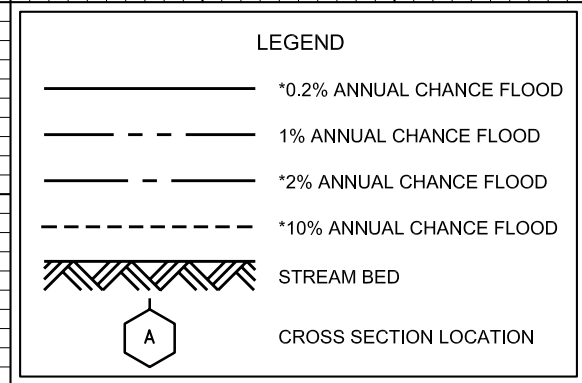 LEGEND
*0.2% ANNUAL CHANCE FLOOD
1% ANNUAL CHANCE FLOOD
*2% ANNUAL CHANCE FLOOD
*10% ANNUAL CHANCE FLOOD
STREAM BED
A
CROSS SECTION LOCATION